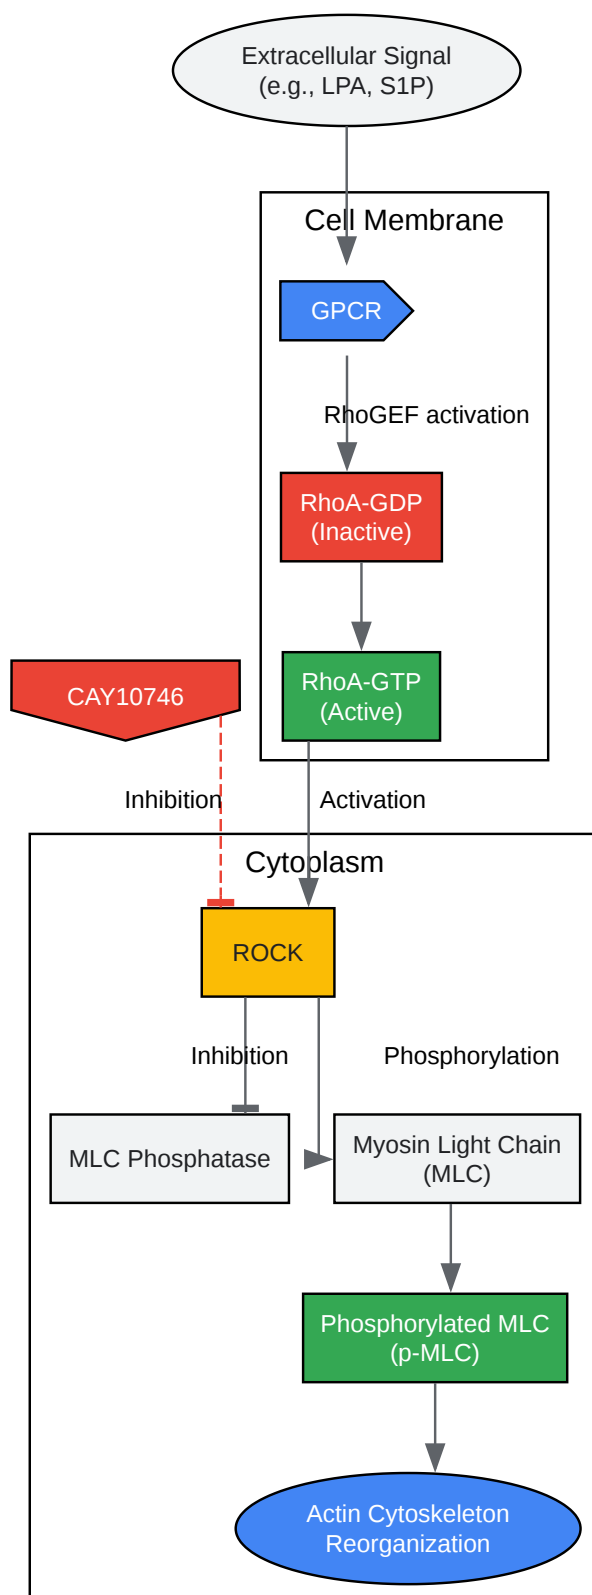 Extracellular Signal
(e.g., LPA, S1P)
Cell Membrane
GPCR
RhoGEF activation
RhoA-GDP
(Inactive)
RhoA-GTP
(Active)
CAY10746
Inhibition
Activation
Cytoplasm
ROCK
Inhibition
Phosphorylation
MLC Phosphatase
Myosin Light Chain
(MLC)
Phosphorylated MLC
(p-MLC)
Actin Cytoskeleton
Reorganization